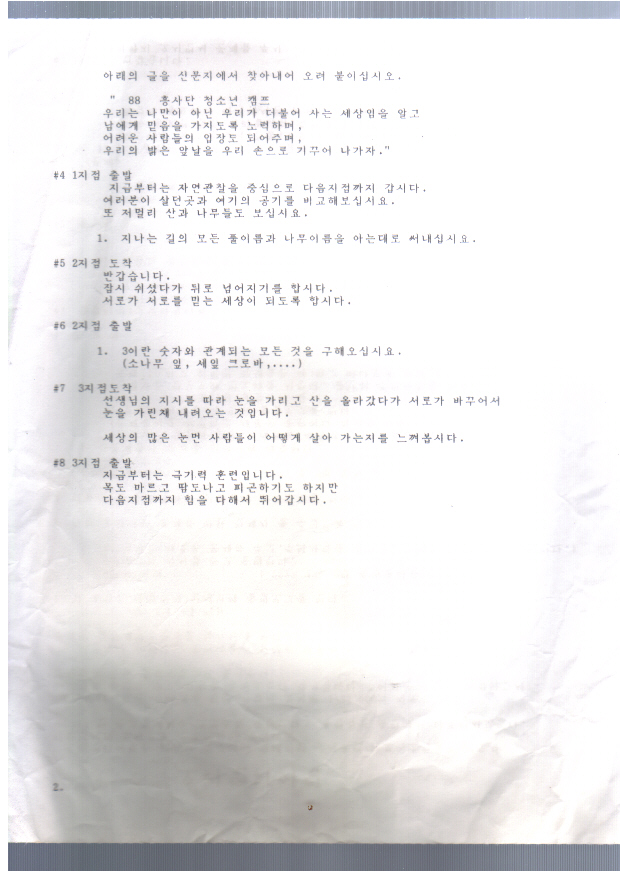 아래의 글을 신문지에서 찾아내어 오려 붙이십시오.
" 88 흥사단 청소년 캠프
우리는 나만이 아닌 우리가 더불어 사는 세상임을 알고
남에게 믿음을 가지도록 노력하며,
어려운 사람들의 입장도 되어주며,
우리의 밝은 앞날을 우리 손으로 가꾸어 나가자."
#4 1지점 출발
지금부터는 자연관찰을 중심으로 다음지점까지 갑시다.
여러분이 살던곳과 여기의 공기를 비교해보십시요.
또 저멀리 산과 나무들도 보십시요.
1. 지나는 길의 모든 풀이름과 나무이름을 아는데로 써내십시요.
#5 2지점 도착
반갑습니다.
잠시 쉬셨다가 뒤로 넘어지기를 합시다.
서로가 서로를 믿는 세상이 되도록 합시다.
#6 2지점 출발
1. 3이란 숫자와 관계되는 모든 것을 구해오십시요.
(소나무 잎, 세잎 크로바,....)
#7 3지점도착
선생님의 지시를 따라 눈을 가리고 산을 올라갔다가 서로가 바꾸어서
눈을 가린채 내려오는 것입니다.
세상의 많은 눈먼 사람들이 어떻게 살아 가는지를 느껴봅시다.
#8 3지점 출발
지금부터는 극기력 훈련입니다.
목도 마르고 땀도나고 피곤하기도 하지만
다음지점까지 힘을 다해서 뛰어갑시다.
2.